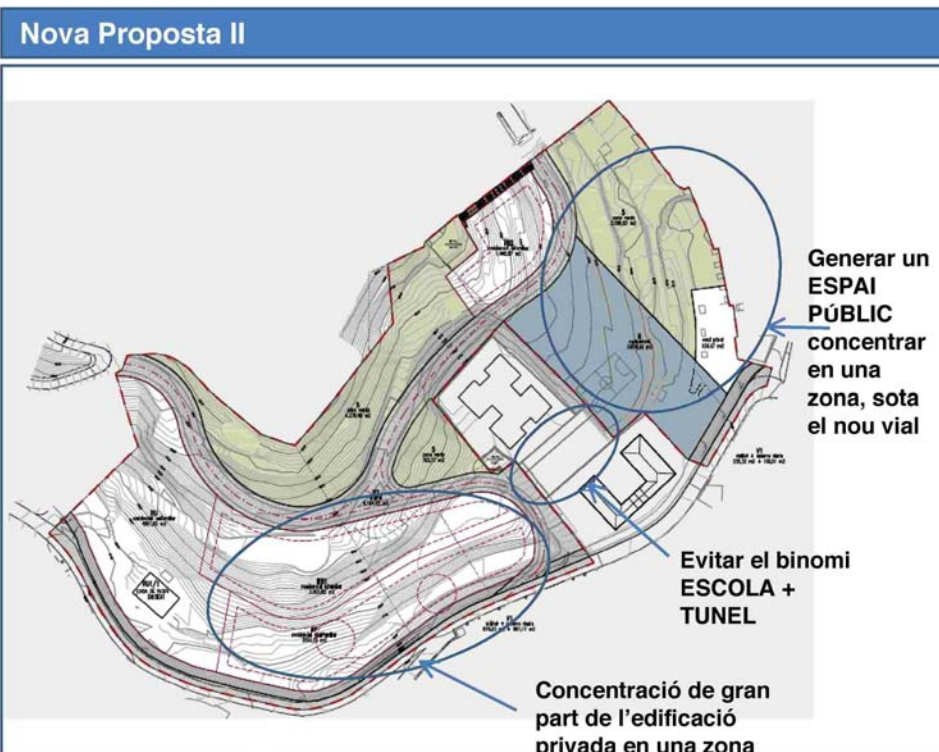 Nova Proposta II
Generar un
ESPAI
PÚBLIC
concentrar
en una
zona, sota
el nou vial
Evitar el binomi
ESCOLA +
TUNEL
Concentració de gran
part de l'edificació
privada en una zona